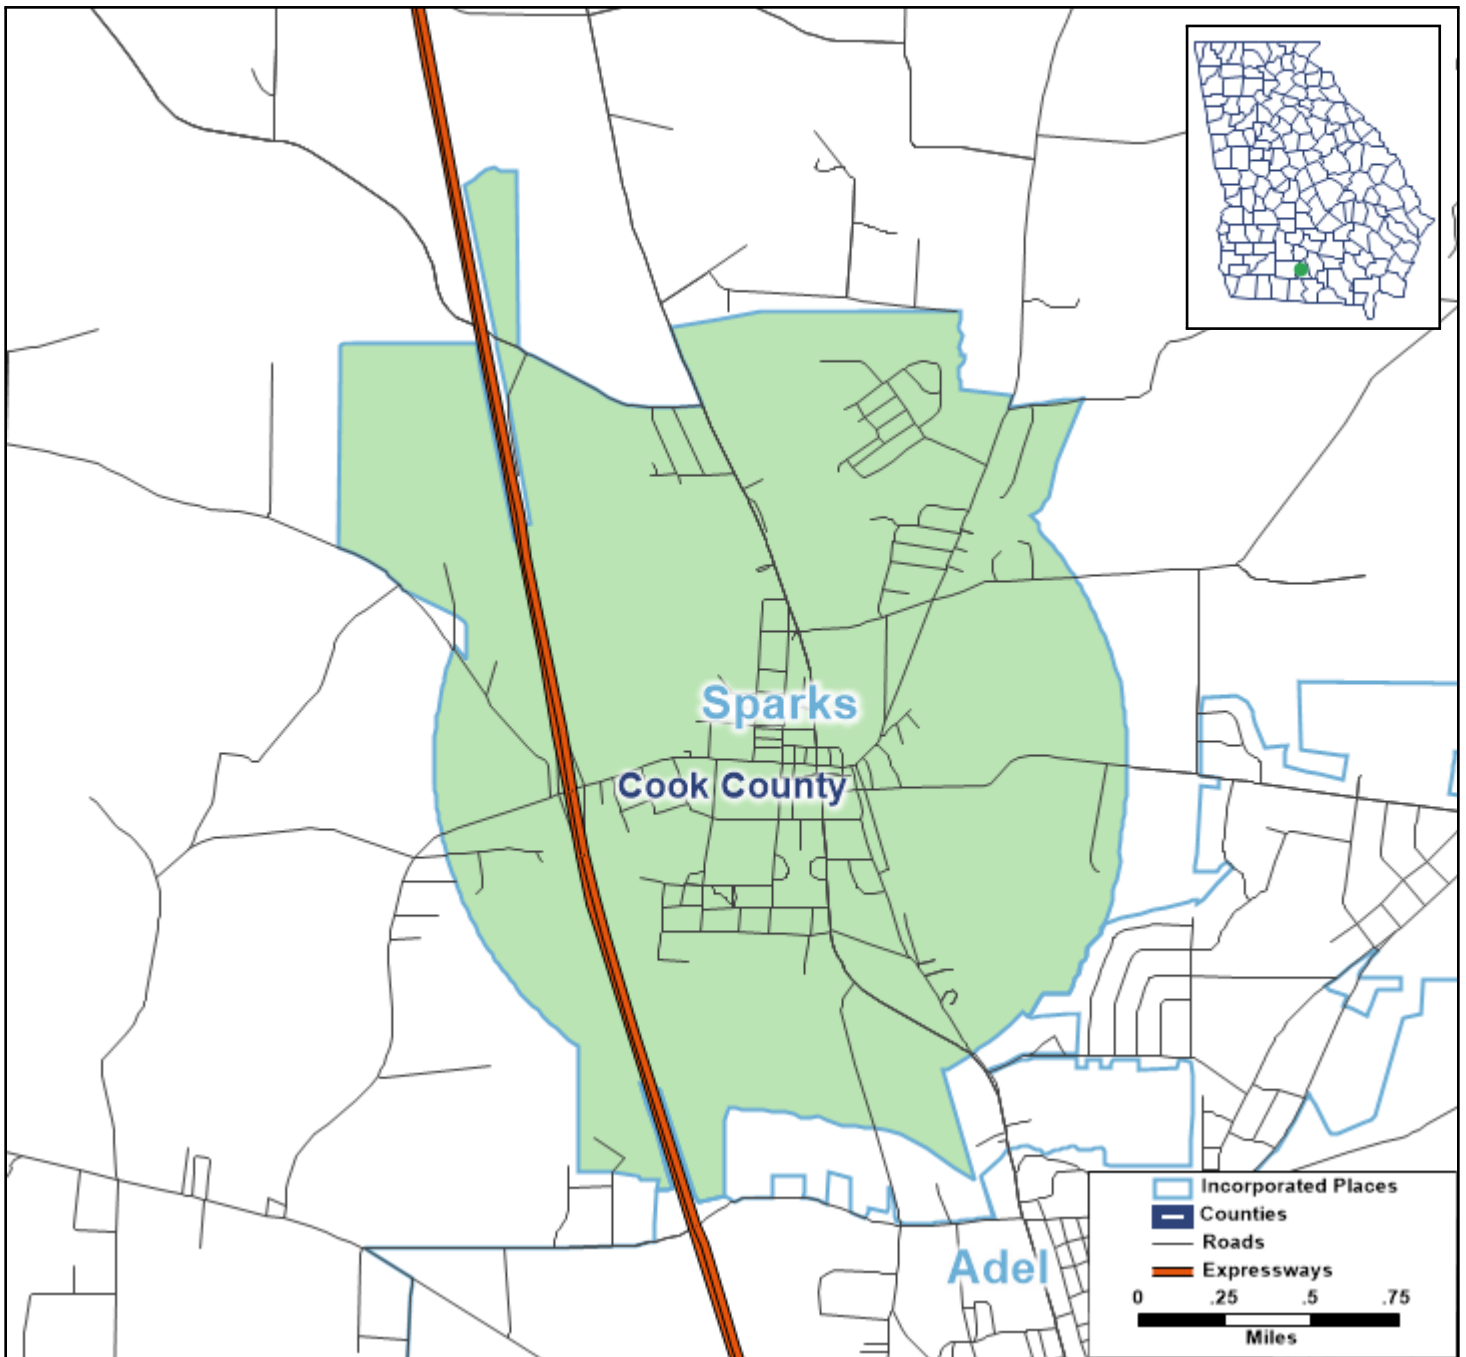 Sparks
Cook County
Adel
Incorporated Places
Counties
Roads
Expressways
0 .25 .5 .75
Miles